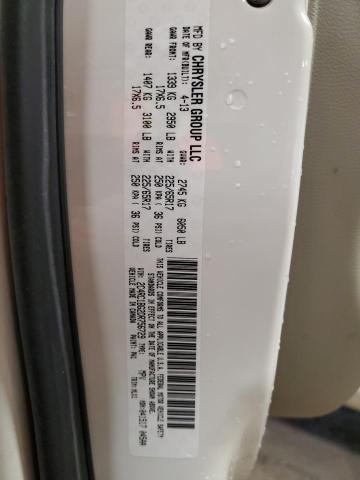 MFD BY CHRYSLER GROUP LLC
DATE OF MFR(BUILT): 4-13 GVWR: 2745 KG 6050 LB
GAWR FRONT: 1339 KG 2950 LB WITH 225/65R17 TIRES
17X6.5 RIMS AT 250 KPA ( 36 PSI) COLD
GAWR REAR: 1407 KG 3100 LB WITH 225/65R17 TIRES
17X6.5 RIMS AT 250 KPA ( 36 PSI) COLD
THIS VEHICLE CONFORMS TO ALL APPLICABLE U.S.A. FEDERAL MOTOR VEHICLE SAFETY
STANDARDS IN EFFECT ON THE DATE OF MANUFACTURE SHOWN ABOVE.
TYPE: MPV
VEHICLE MADE IN CANADA PAINT: PW1